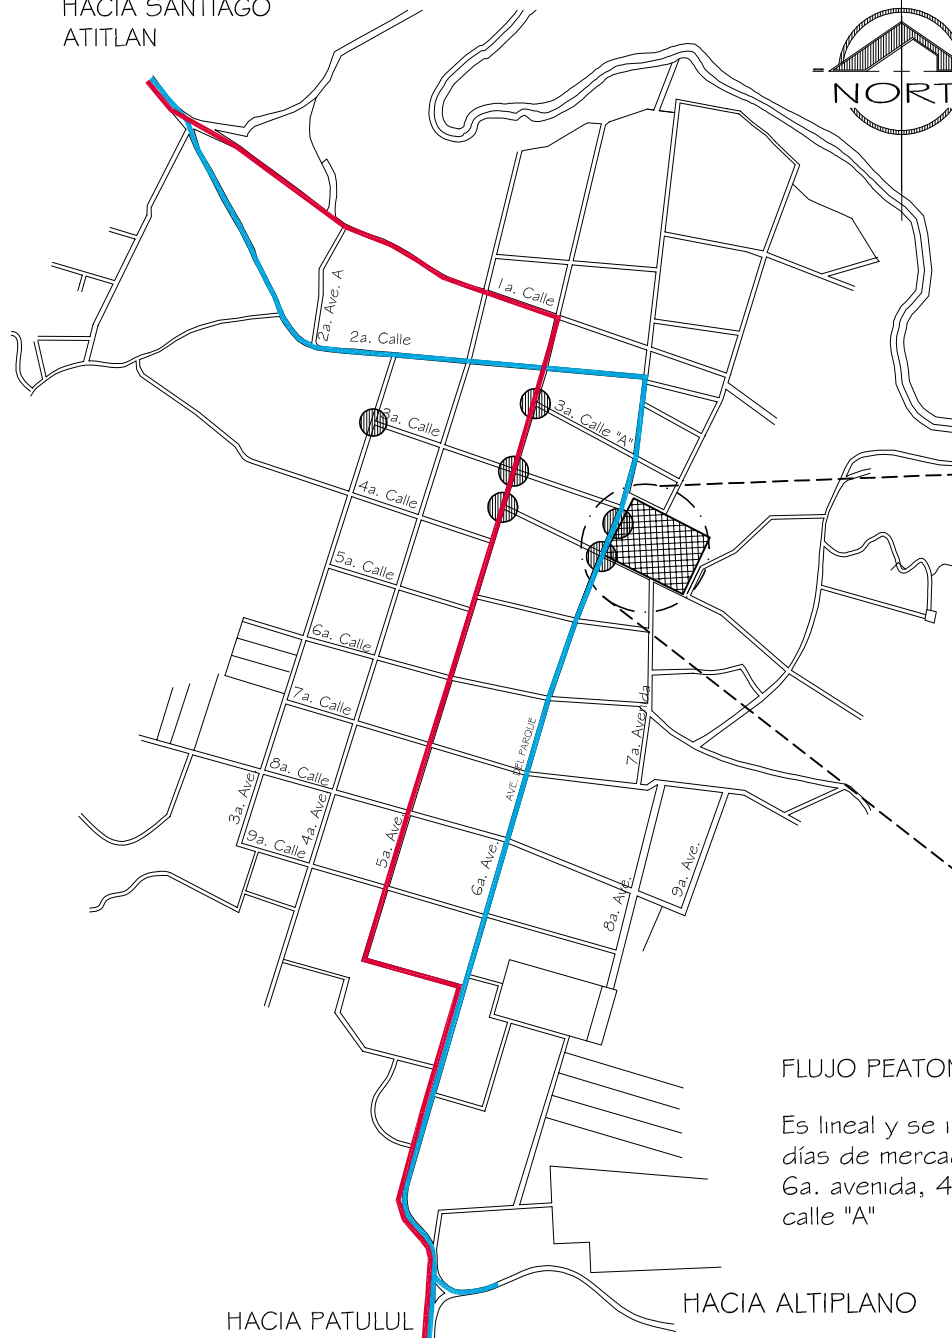 HACIA SANTIAGO
ATITLAN
NORT
1a. Calle
2a. Ave. A
2a. Calle
3a. Calle
3a. Calle "A"
4a. Calle
5a. Calle
6a. Calle
7a. Calle
7a. Avenida
AVE. DEL PARQUE
8a. Calle
3a. Ave.
4a. Ave.
9a. Calle
5a. Ave.
6a. Ave.
8a. Ave.
9a. Ave.
FLUJO PEATON
Es lineal y se i
días de merca
6a. avenida, 4
calle "A"
HACIA ALTIPLANO
HACIA PATULUL